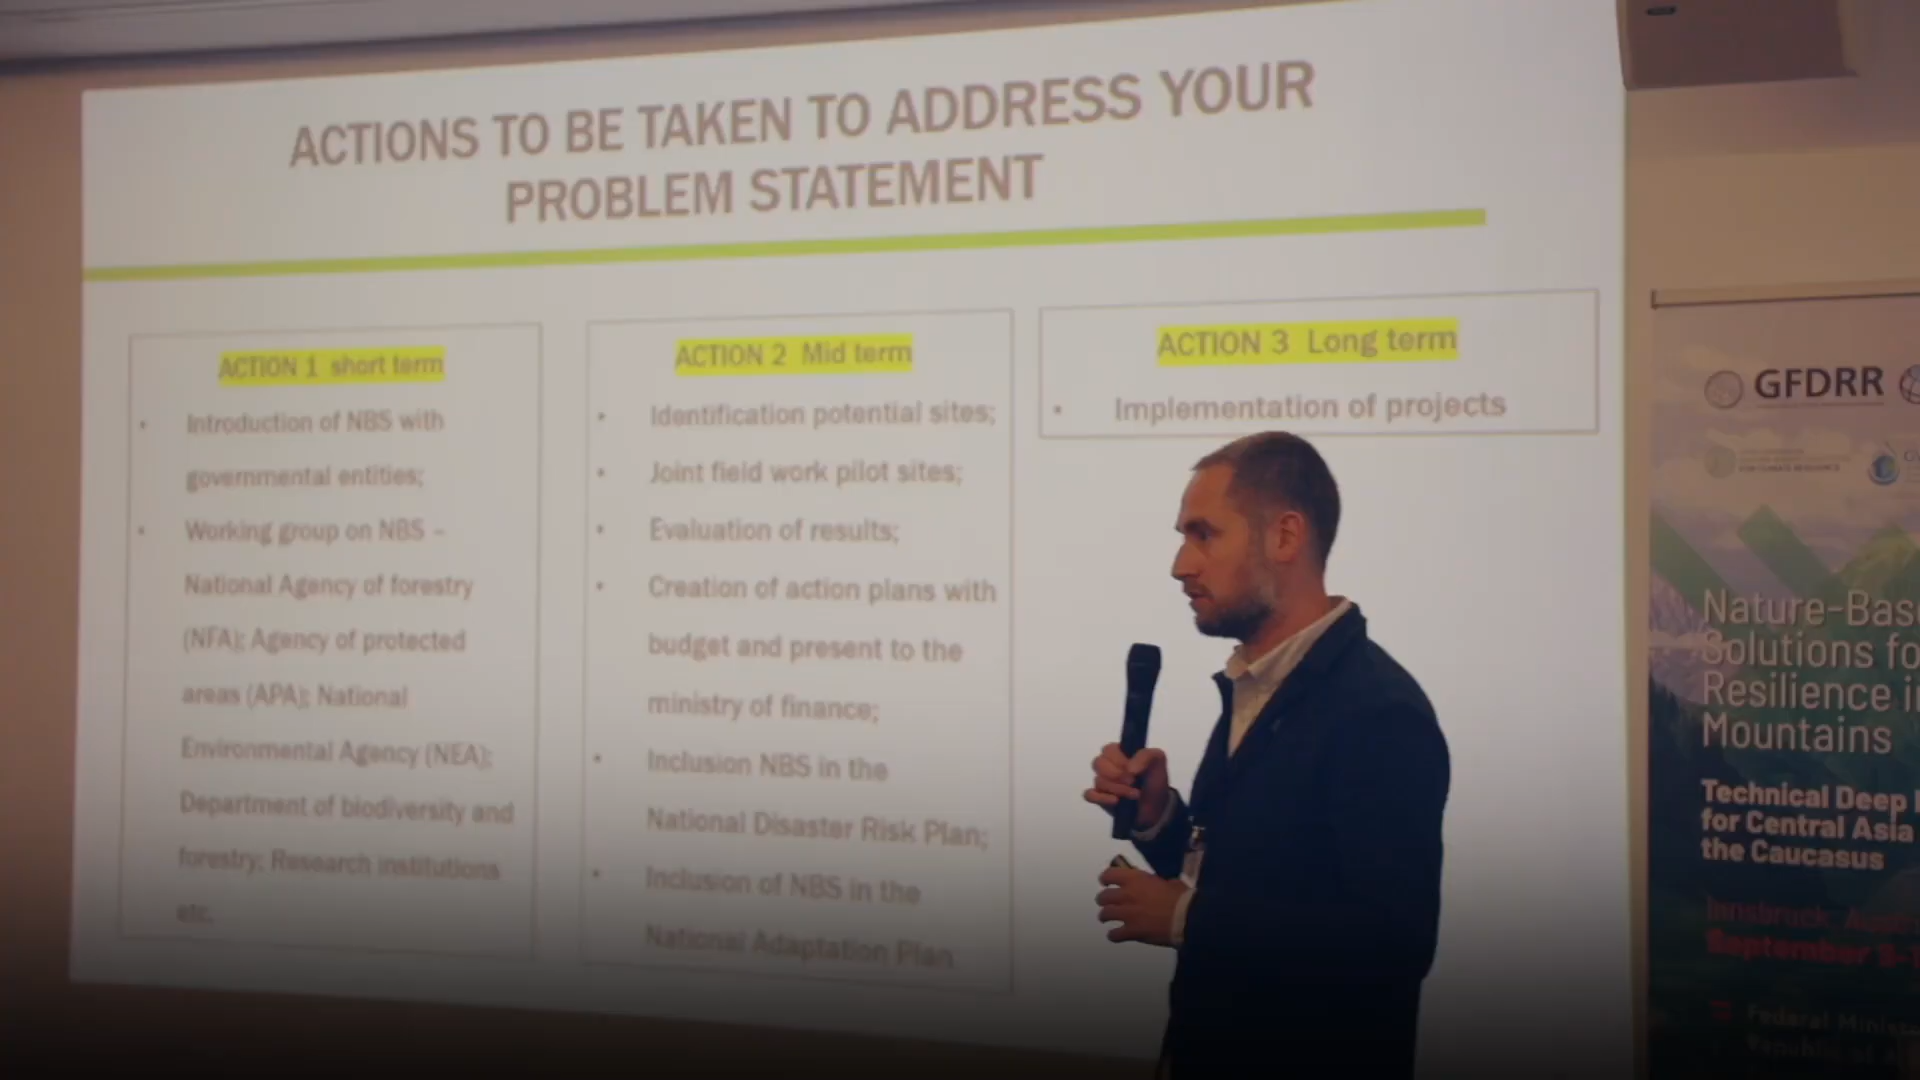 ACTIONS TO BE TAKEN TO ADDRESS YOUR
PROBLEM STATEMENT
ACTION 1 short term
• Introduction of NBS with
governmental entities;
• Working group on NBS –
National Agency of forestry
(NFA); Agency of protected
areas (APA); National
Environmental Agency (NEA);
Department of biodiversity and
forestry; Research institutions
etc.
ACTION 2 Mid term
• Identification potential sites;
• Joint field work pilot sites;
• Evaluation of results;
• Creation of action plans with
budget and present to the
ministry of finance;
• Inclusion NBS in the
National Disaster Risk Plan;
• Inclusion of NBS in the
National Adaptation Plan
ACTION 3 Long term
• Implementation of projects
GFDRR
Nature-Bas
Solutions fo
Resilience i
Mountains
Technical Deep
for Central Asia
the Caucasus
Innsbruck,
September
Federal